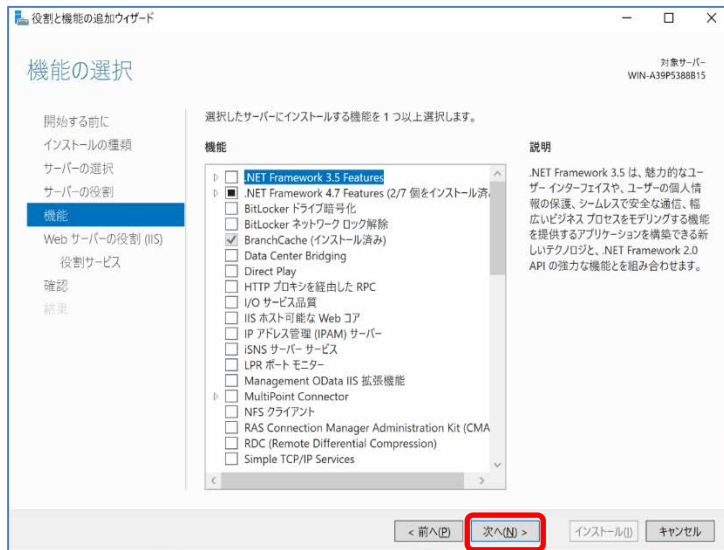 役割と機能の追加ウィザード
機能の選択
対象サーバー
WIN-A39P5388B15
開始する前に
インストールの種類
サーバーの選択
サーバーの役割
機能
Web サーバーの役割 (IIS)
役割サービス
確認
結果
選択したサーバーにインストールする機能を 1 つ以上選択します。
機能
.NET Framework 3.5 Features
.NET Framework 4.7 Features (2/7 個をインストール済
BitLocker ドライブ暗号化
BitLocker ネットワーク ロック解除
BranchCache (インストール済み)
Data Center Bridging
Direct Play
HTTP プロキシを経由した RPC
I/O サービス品質
IIS ホスト可能な Web コア
IP アドレス管理 (IPAM) サーバー
iSNS サーバー サービス
LPR ポート モニター
Management OData IIS 拡張機能
MultiPoint Connector
NFS クライアント
RAS Connection Manager Administration Kit (CMA
RDC (Remote Differential Compression)
Simple TCP/IP Services
説明
.NET Framework 3.5 は、魅力的なユ
ーザー インターフェイスや、ユーザーの個人情
報の保護、シームレスで安全な通信、幅
広いビジネス プロセスをモデリングする機能
を提供するアプリケーションを構築できる新
しいテクノロジと、.NET Framework 2.0
API の強力な機能とを組み合わせます。
< 前へ(P)
次へ(N) >
インストール(I)
キャンセル